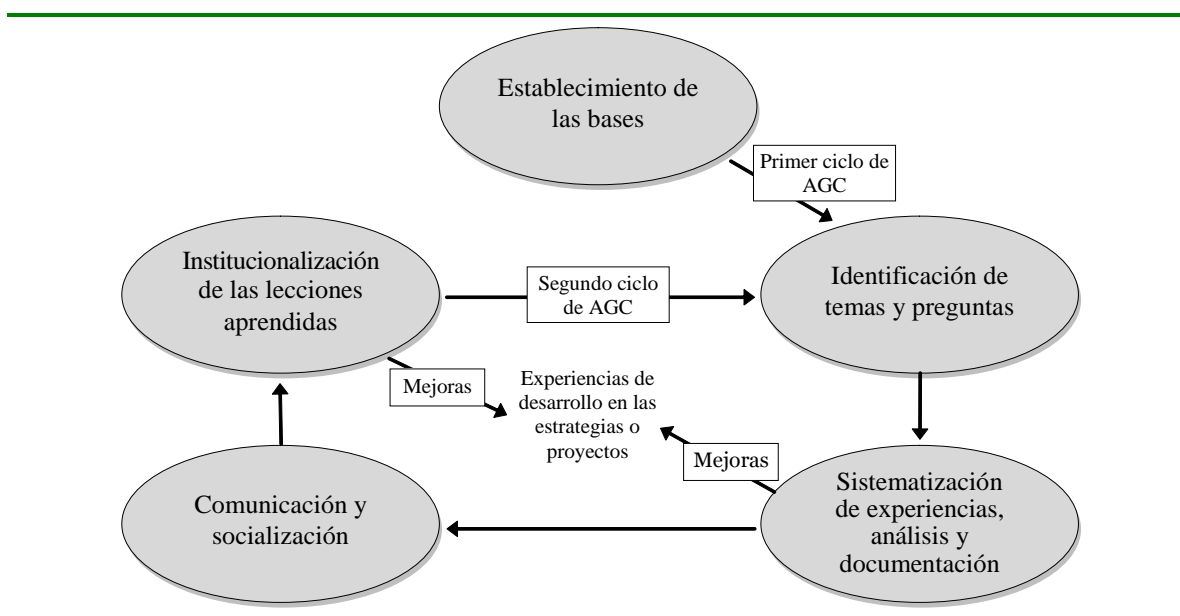 Establecimiento de
las bases
Primer ciclo de
AGC
Institucionalización
de las lecciones
aprendidas
Segundo ciclo
de AGC
Identificación de
temas y preguntas
Mejoras
Experiencias de
desarrollo en las
estrategias o
proyectos
Mejoras
Comunicación y
socialización
Sistematización
de experiencias,
análisis y
documentación